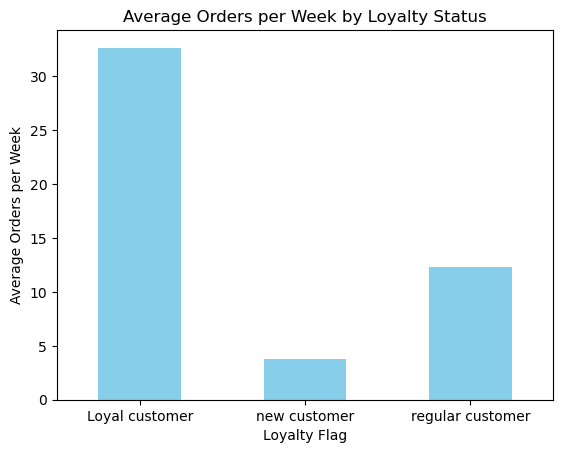 Average Orders per Week by Loyalty Status
Average Orders per Week
30
25
20
15
10
5
0
Loyal customer
new customer
regular customer
Loyalty Flag